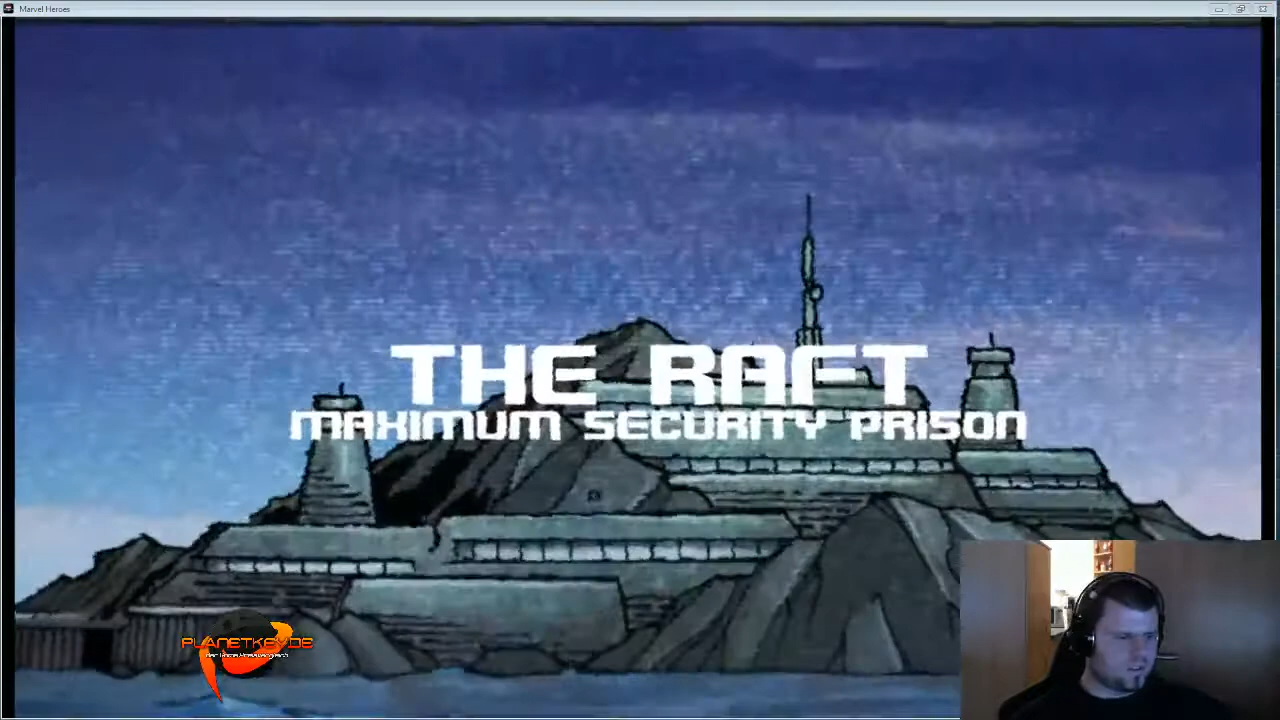 Marvel Heroes
THE RAFT
MAXIMUM SECURITY PRISON
PLANETKEY.DE